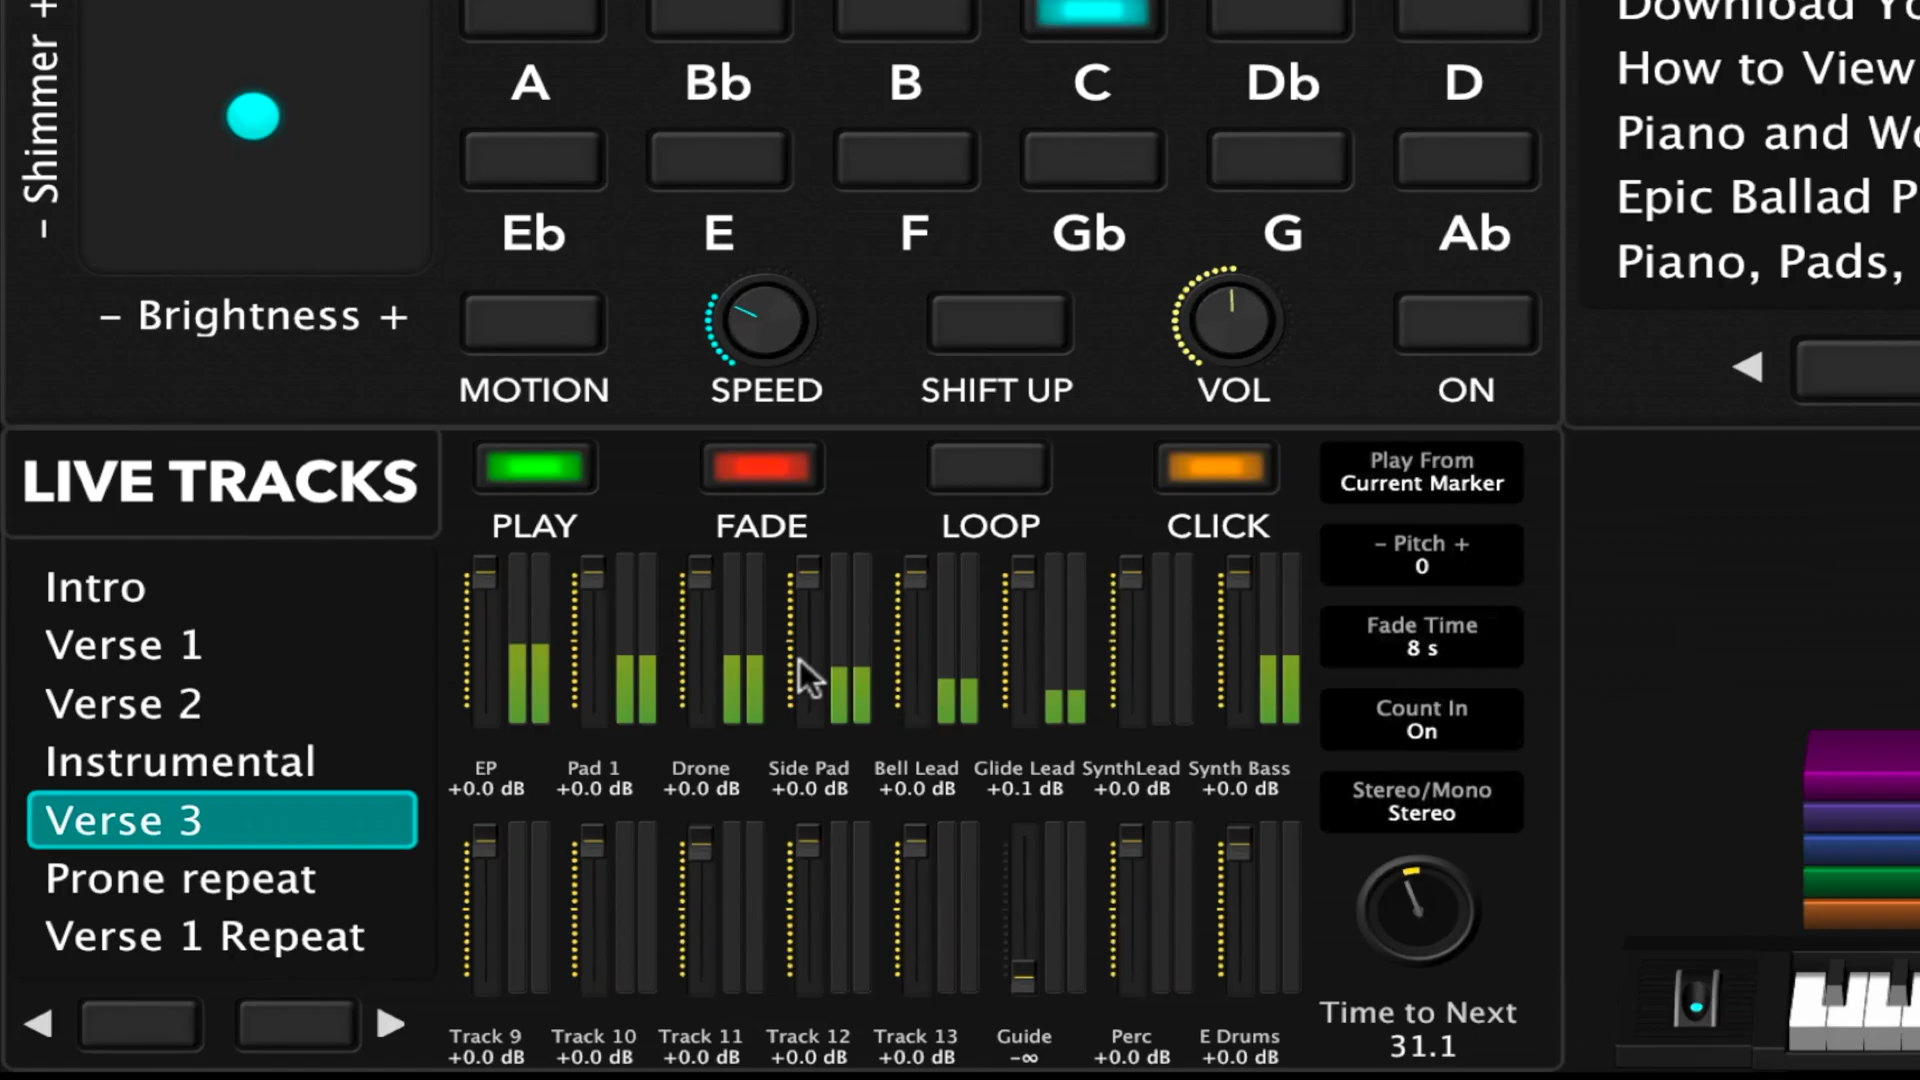 - Shimmer +
A Bb B C Db D
Eb E F Gb G Ab
- Brightness +
MOTION SPEED SHIFT UP VOL ON
How to View
Piano and
Epic Ballad
Piano, Pads,
LIVE TRACKS
PLAY FADE LOOP CLICK
Intro
Verse 1
Verse 2
Instrumental
Verse 3
Prone repeat
Verse 1 Repeat
EP Pad 1 Drone Side Pad Bell Lead Glide Lead SynthLead Synth Bass
+0.0 dB +0.0 dB +0.0 dB +0.0 dB +0.0 dB +0.1 dB +0.0 dB +0.0 dB
Track 9 Track 10 Track 11 Track 12 Track 13 Guide Perc E Drums
+0.0 dB +0.0 dB +0.0 dB +0.0 dB +0.0 dB -∞ +0.0 dB +0.0 dB
Play From
Current Marker
- Pitch +
0
Fade Time
8 s
Count In
On
Stereo/Mono
Stereo
Time to Next
31.1